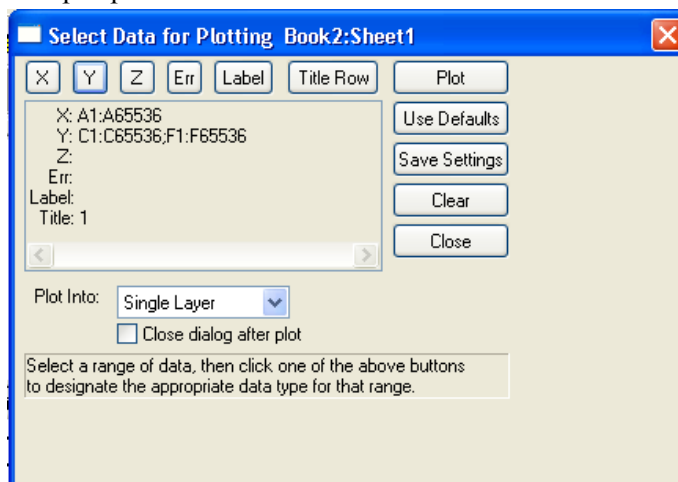 Select Data for Plotting Book2:Sheet1
X Y Z Err Label Title Row Plot
X: A1:A65536
Y: C1:C65536;F1:F65536
Z:
Err:
Label:
Title: 1
Use Defaults
Save Settings
Clear
Close
Plot Into: Single Layer
Close dialog after plot
Select a range of data, then click one of the above buttons
to designate the appropriate data type for that range.